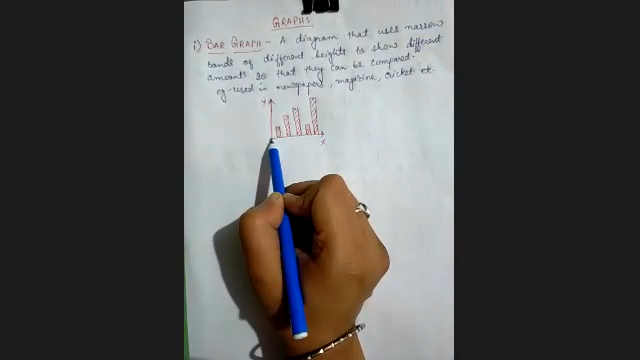 GRAPHS
1) BAR GRAPH - A diagram that uses narrow
bands of different heights to show different
amounts so that they can be compared.
eg - used in newspaper, magazine, cricket etc.
Y
X